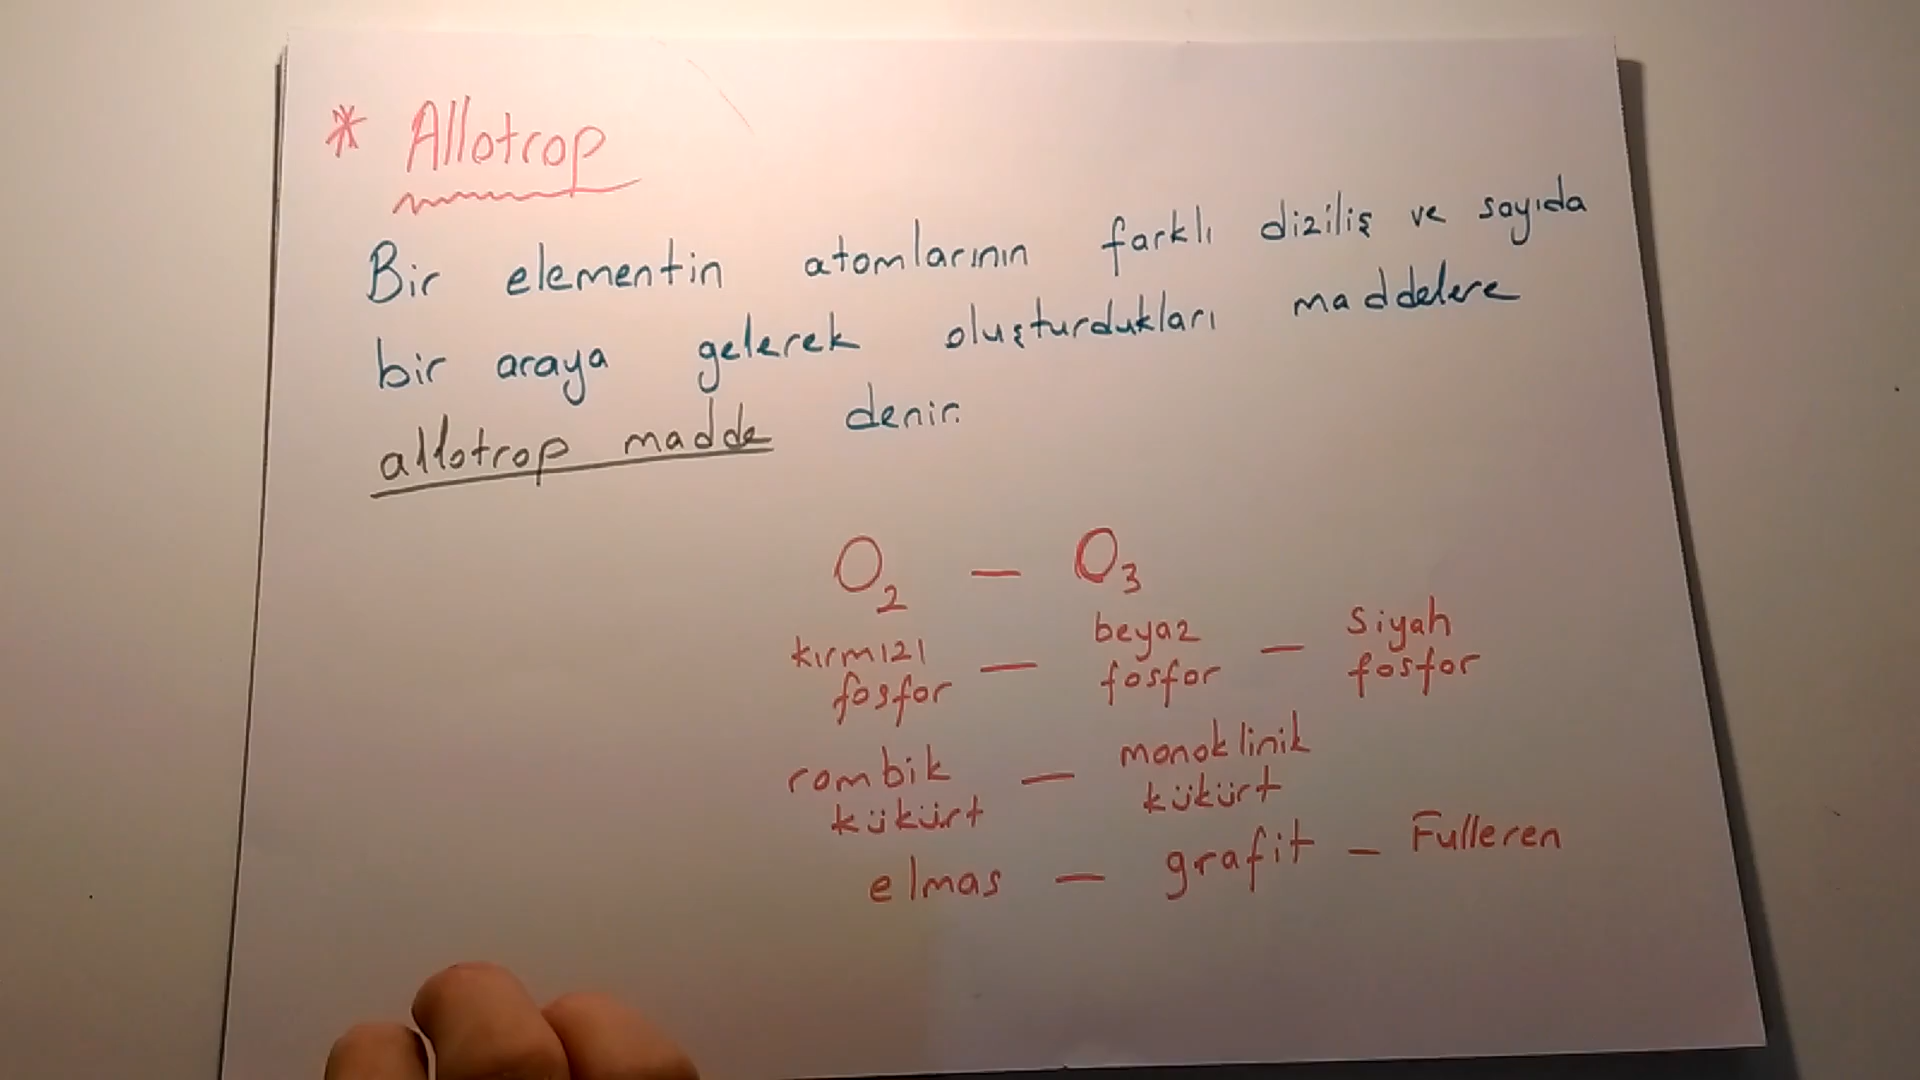 * Allotrop
Bir elementin atomlarının farklı diziliş ve sayıda
bir araya gelerek oluşturdukları maddelere
allotrop madde denir.
O₂ — O₃
kırmızı fosfor — beyaz fosfor — siyah fosfor
rombik kükürt — monoklinik kükürt
elmas — grafit — Fulleren